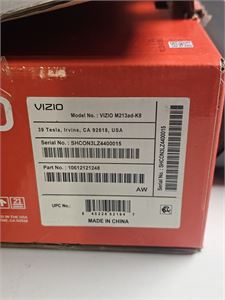 VIZIO
Model No.: VIZIO M213ad-K8
39 Tesla, Irvine, CA 92618, USA
Serial No.: SHCON3LZ4400015
Serial No.: SHCON3LZ4400015
Part No.: 10612121248
AW
UPC No.:
MADE IN CHINA
21